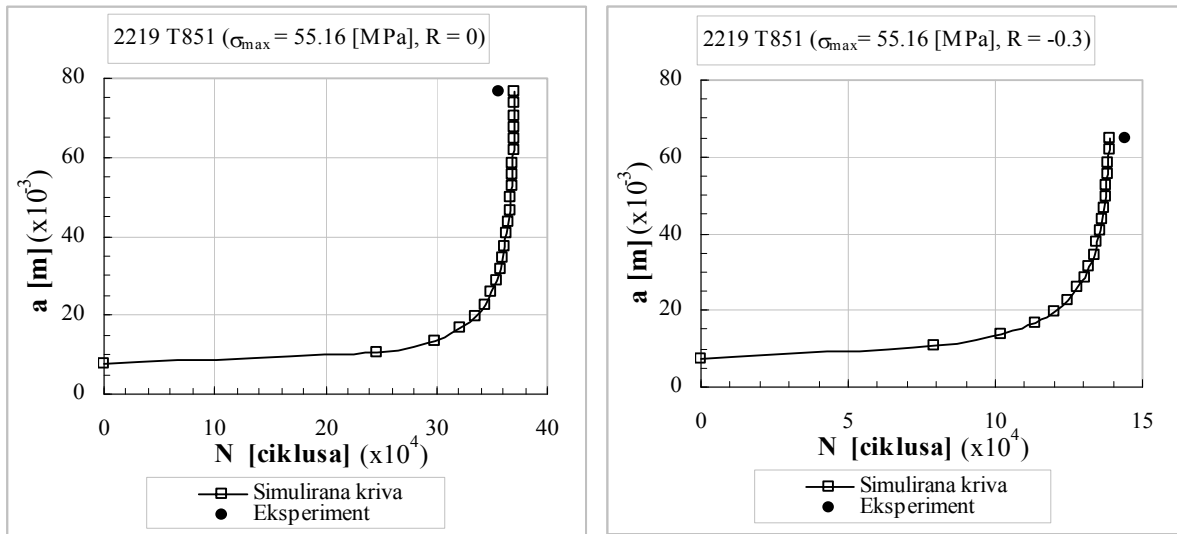 2219 T851 (σmax = 55.16 [MPa], R = 0)
80
60
40
20
0
a [m] (x10⁻³)
0 10 20 30 40
N [ciklusa] (x10⁴)
Simulirana kriva
Eksperiment
2219 T851 (σmax = 55.16 [MPa], R = -0.3)
80
60
40
20
0
a [m] (x10⁻³)
0 5 10 15
N [ciklusa] (x10⁴)
Simulirana kriva
Eksperiment